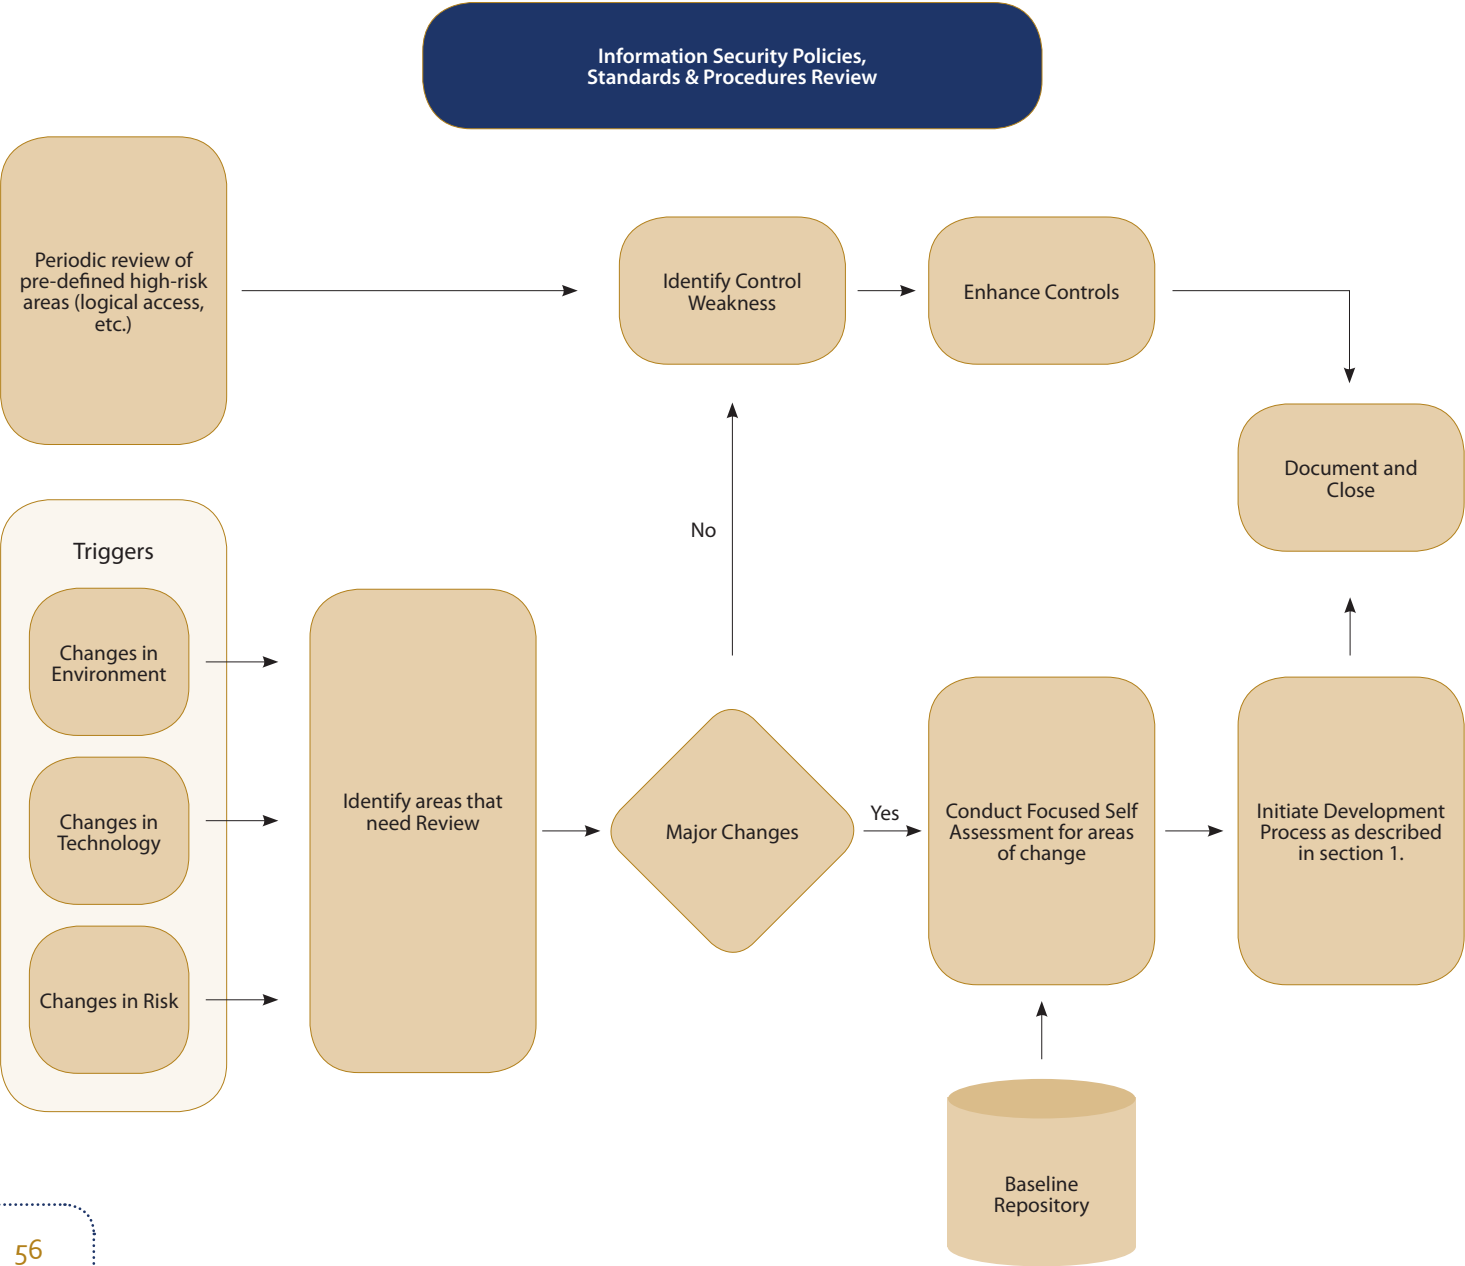 Information Security Policies,
Standards & Procedures Review
Periodic review of
pre-defined high-risk
areas (logical access,
etc.)
Identify Control
Weakness
Enhance Controls
Document and
Close
No
Triggers
Changes in
Environment
Changes in
Technology
Changes in Risk
Identify areas that
need Review
Major Changes
Yes
Conduct Focused Self
Assessment for areas
of change
Initiate Development
Process as described
in section 1.
Baseline
Repository
56